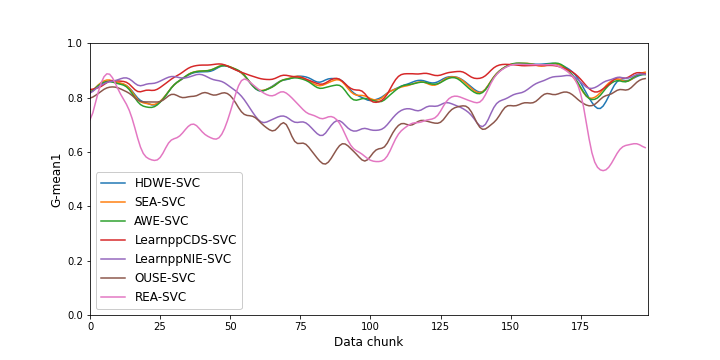 G-mean1
1.0
0.8
0.6
0.4
0.2
0.0
HDWE-SVC
SEA-SVC
AWE-SVC
LearnppCDS-SVC
LearnppNIE-SVC
OUSE-SVC
REA-SVC
0 25 50 75 100 125 150 175
Data chunk